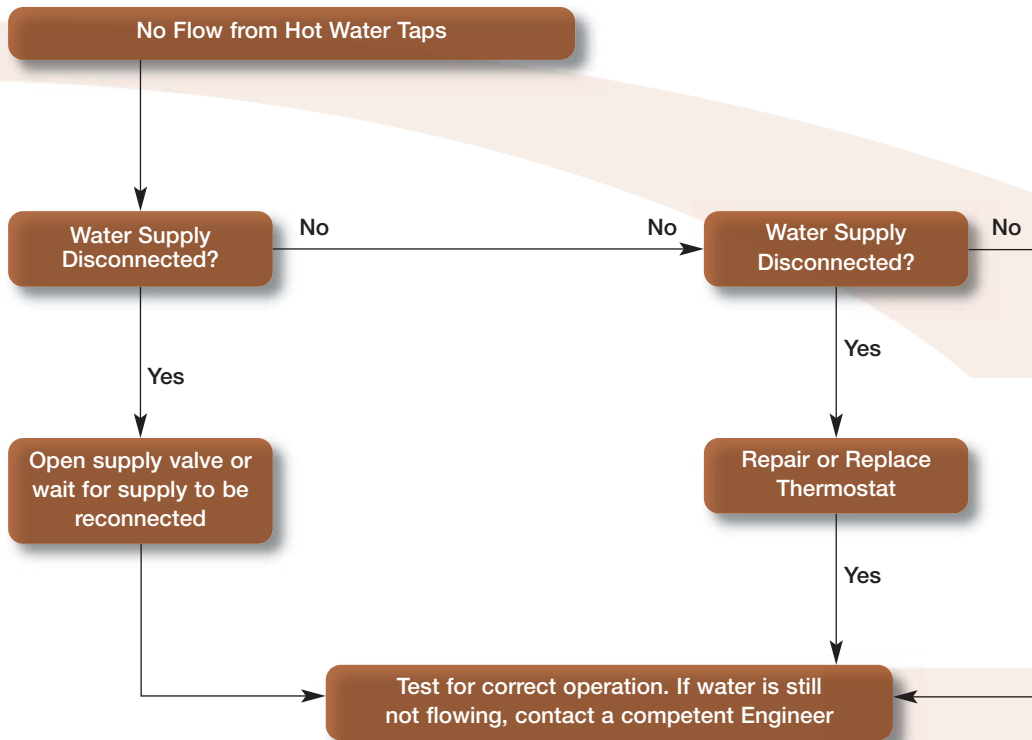 No Flow from Hot Water Taps
Water Supply
Disconnected?
No
No
Water Supply
Disconnected?
No
Yes
Yes
Open supply valve or
wait for supply to be
reconnected
Repair or Replace
Thermostat
Yes
Test for correct operation. If water is still
not flowing, contact a competent Engineer